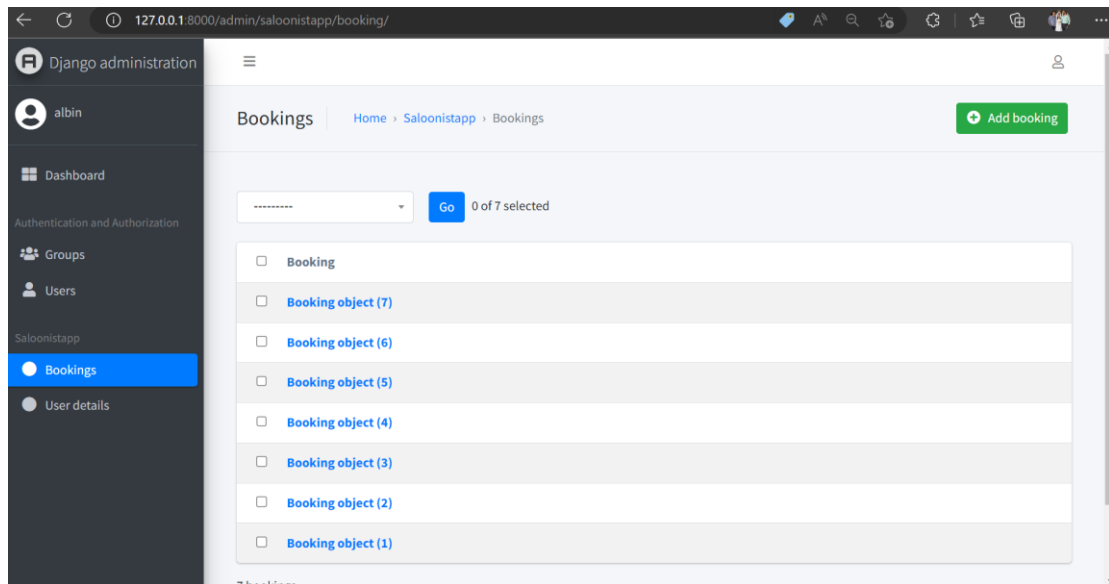 127.0.0.1:8000/admin/saloonistapp/booking/
Django administration
albin
Dashboard
Authentication and Authorization
Groups
Users
Saloonistapp
Bookings
User details
Bookings
Home › Saloonistapp › Bookings
Add booking
---------
Go
0 of 7 selected
Booking
Booking object (7)
Booking object (6)
Booking object (5)
Booking object (4)
Booking object (3)
Booking object (2)
Booking object (1)
7 bookings